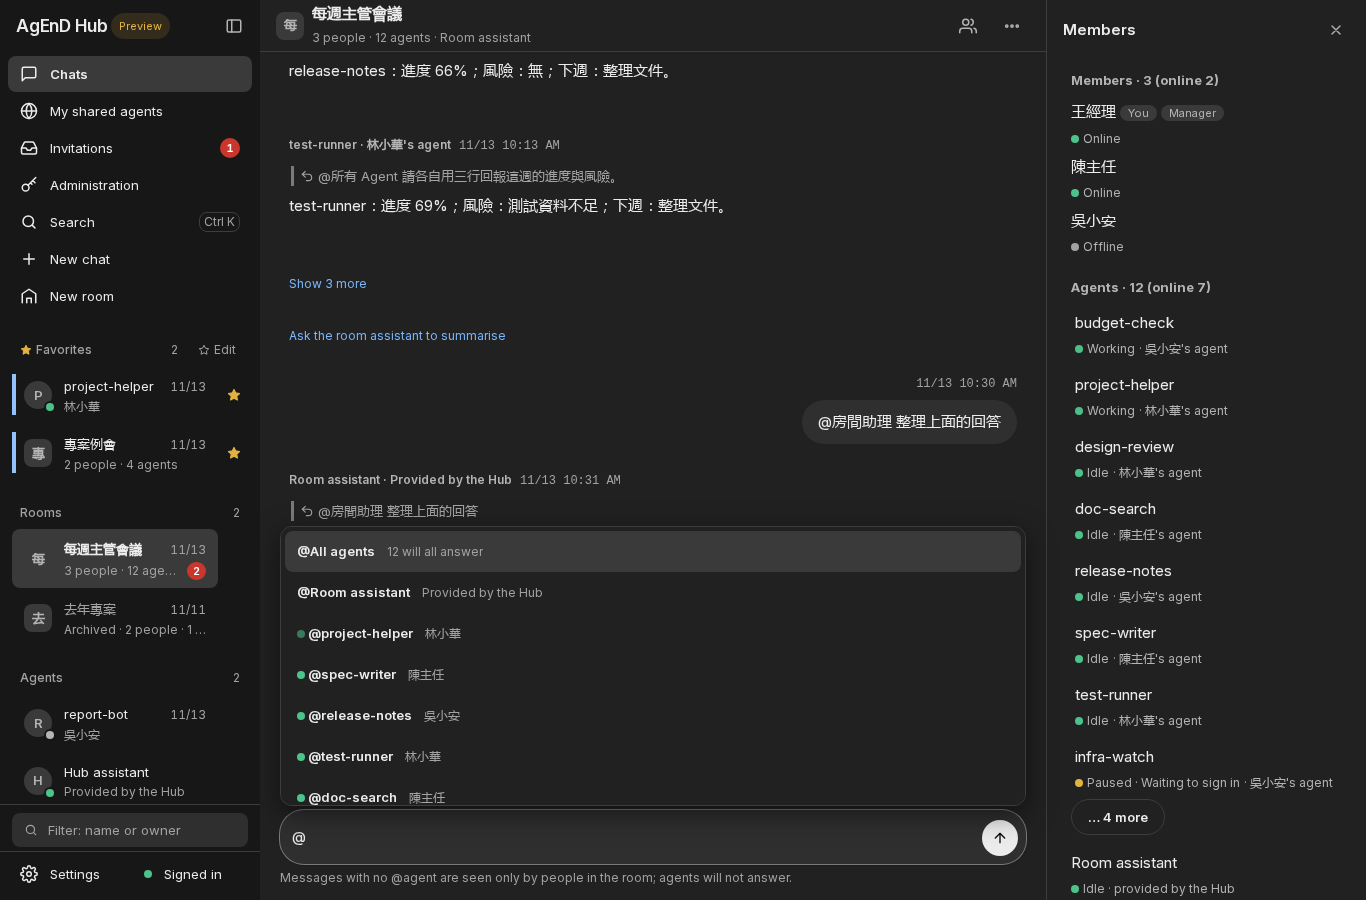 AgEnD Hub Preview
Chats
My shared agents
Invitations 1
Administration
Search Ctrl K
New chat
New room
Favorites 2 Edit
P project-helper 11/13
林小華
專 專案例會 11/13
2 people · 4 agents
Rooms 2
每 每週主管會議 11/13
3 people · 12 age... 2
去 去年專案 11/11
Archived · 2 people · 1 ...
Agents 2
R report-bot 11/13
吳小安
H Hub assistant
Provided by the Hub
Filter: name or owner
Settings Signed in
每 每週主管會議
3 people · 12 agents · Room assistant
release-notes：進度 66%；風險：無；下週：整理文件。
test-runner · 林小華's agent 11/13 10:13 AM
@所有 Agent 請各自用三行回報這週的進度與風險。
test-runner：進度 69%；風險：測試資料不足；下週：整理文件。
Show 3 more
Ask the room assistant to summarise
11/13 10:30 AM
@房間助理 整理上面的回答
Room assistant · Provided by the Hub 11/13 10:31 AM
@房間助理 整理上面的回答
@All agents 12 will all answer
@Room assistant Provided by the Hub
@project-helper 林小華
@spec-writer 陳主任
@release-notes 吳小安
@test-runner 林小華
@doc-search 陳主任
@
Messages with no @agent are seen only by people in the room; agents will not answer.
Members
Members · 3 (online 2)
王經理 You Manager
Online
陳主任
Online
吳小安
Offline
Agents · 12 (online 7)
budget-check
Working · 吳小安's agent
project-helper
Working · 林小華's agent
design-review
Idle · 林小華's agent
doc-search
Idle · 陳主任's agent
release-notes
Idle · 吳小安's agent
spec-writer
Idle · 陳主任's agent
test-runner
Idle · 林小華's agent
infra-watch
Paused · Waiting to sign in · 吳小安's agent
... 4 more
Room assistant
Idle · provided by the Hub